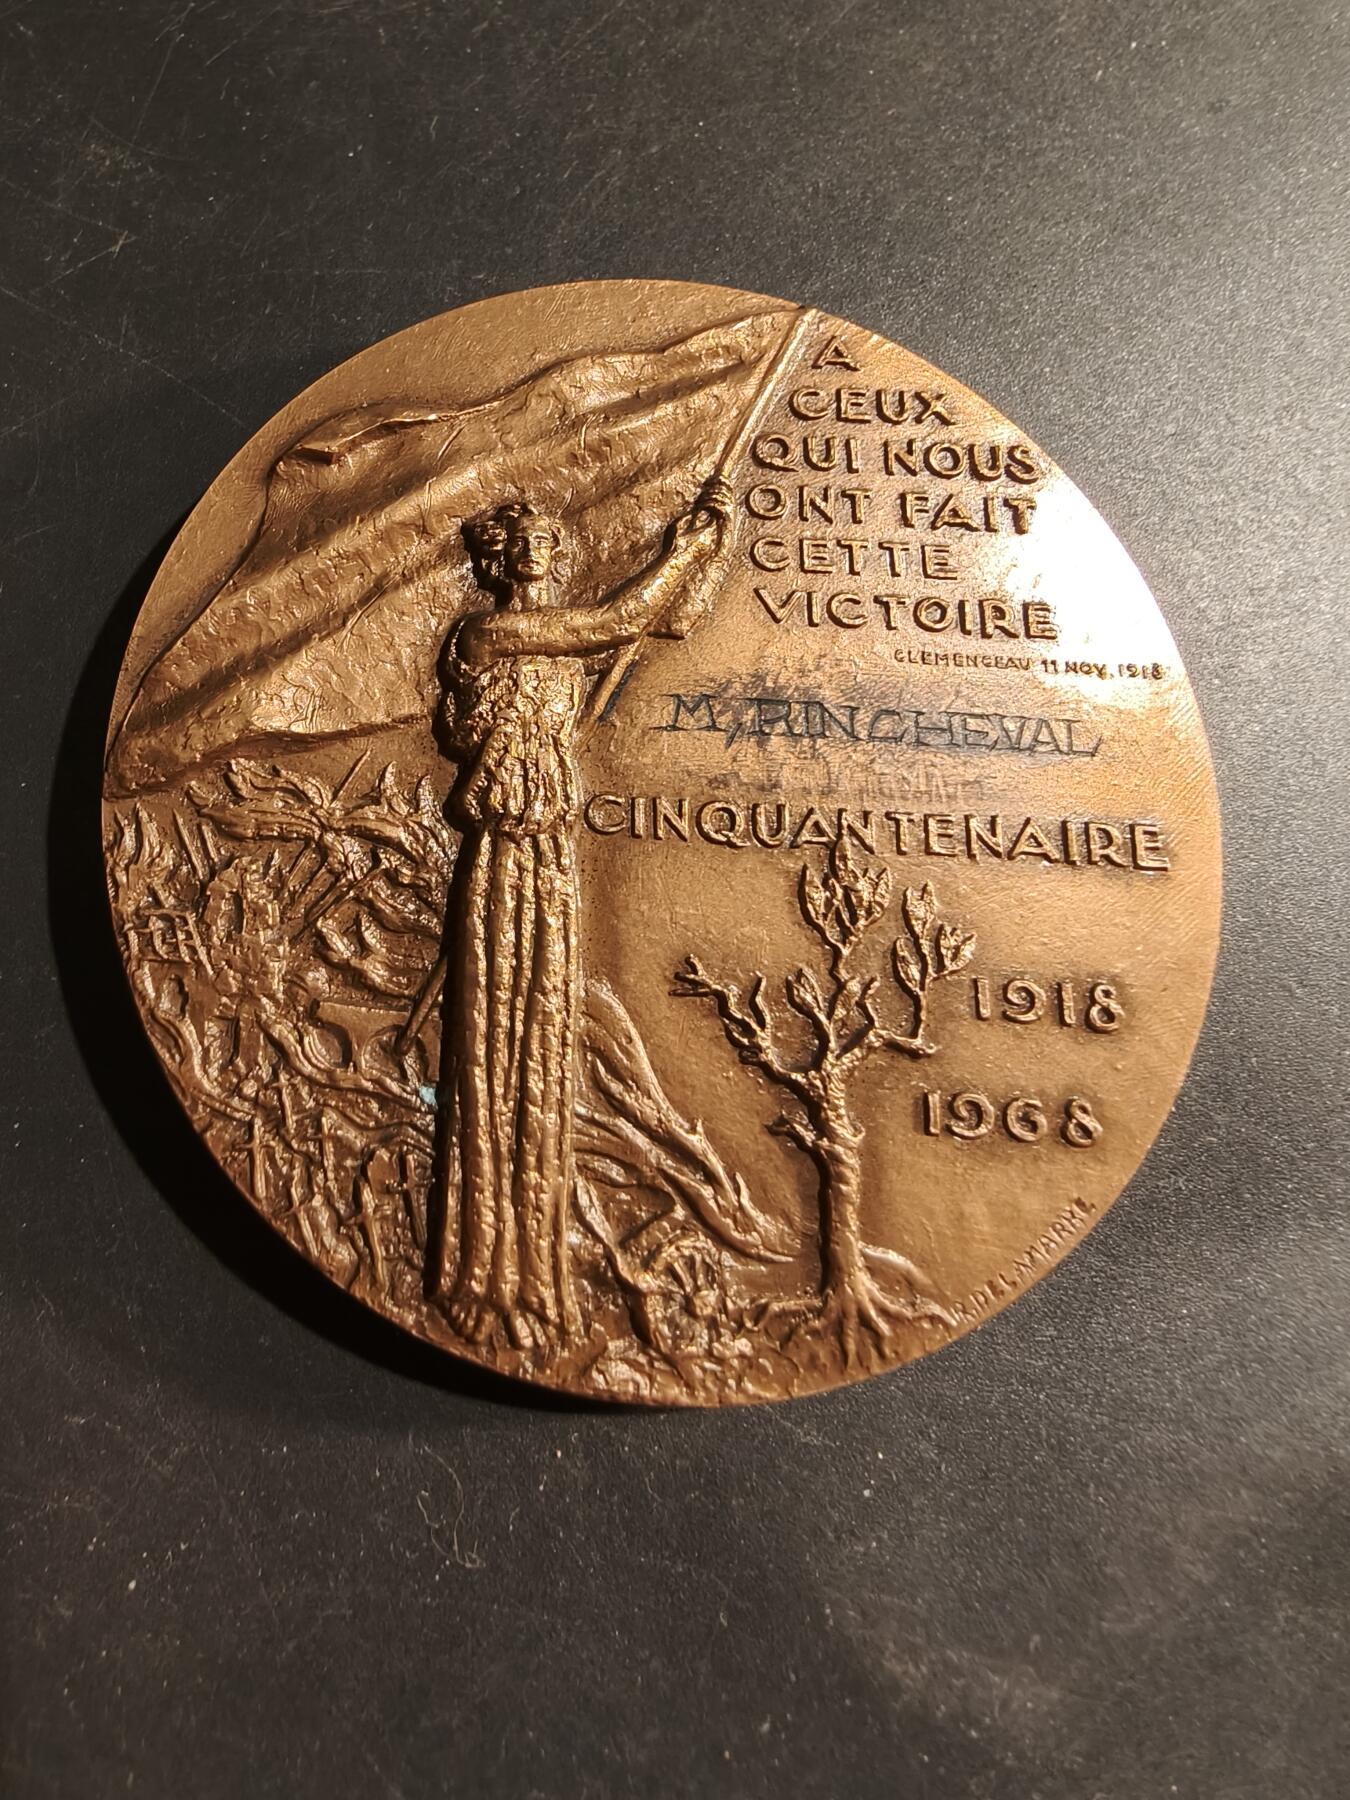 A
CEUX
QUI NOUS
ONT FAIT
CETTE
VICTOIRE
CLEMENCEAU 11 NOV. 1918
M, RINCHEVAL
CINQUANTENAIRE
1918
1968
R. DELAMARRE